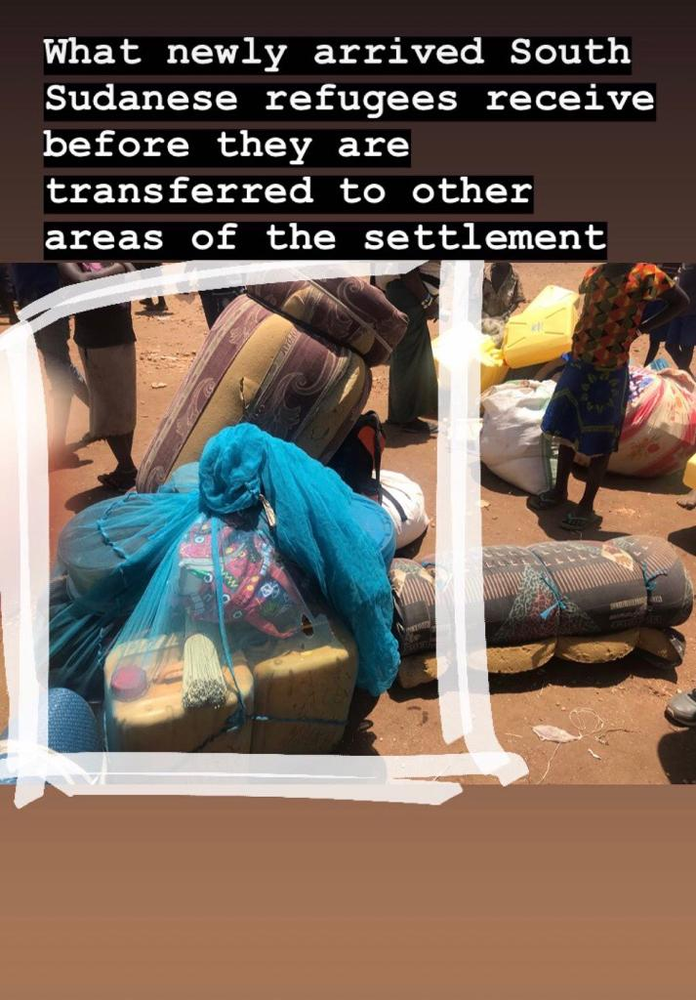 What newly arrived South
Sudanese refugees receive
before they are
transferred to other
areas of the settlement